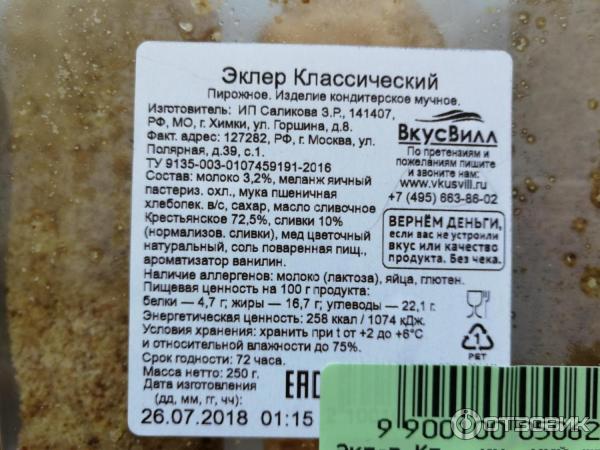 Эклер Классический
Пирожное. Изделие кондитерское мучное.
Изготовитель: ИП Саликова З.Р., 141407,
РФ, МО, г. Химки, ул. Горшина, д.8.
Факт. адрес: 127282, РФ, г. Москва, ул.
Полярная, д.39, с.1.
ТУ 9135-003-0107459191-2016
Состав: молоко 3,2%, меланж яичный
пастериз. охл., мука пшеничная
хлебопек. в/с, сахар, масло сливочное
Крестьянское 72,5%, сливки 10%
(нормализов. сливки), мед цветочный
натуральный, соль поваренная пищ.,
ароматизатор ванилин.
Наличие аллергенов: молоко (лактоза), яйца, глютен.
Пищевая ценность на 100 г продукта:
белки — 4,7 г; жиры — 16,7 г; углеводы — 22,1 г.
Энергетическая ценность: 258 ккал / 1074 кДж.
Условия хранения: хранить при t от +2 до +6°С
и относительной влажности до 75%.
Срок годности: 72 часа.
Масса нетто: 250 г.
Дата изготовления
(дд, мм, гг, чч):
26.07.2018 01:15
ВкусВилл
По претензиям и
пожеланиям пишите
и звоните нам:
www.vkusvill.ru
+7 (495) 663-86-02
ВЕРНЁМ ДЕНЬГИ,
если вас не устроили
вкус или качество
продукта. Без чека.
1
PET
EAC
9 900
Эклер
ОТЗОВИК